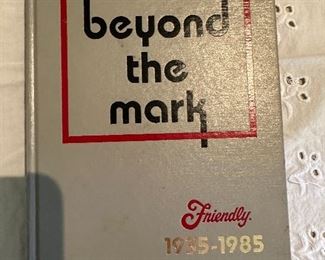 beyond
the
mark
Friendly.
1935-1985